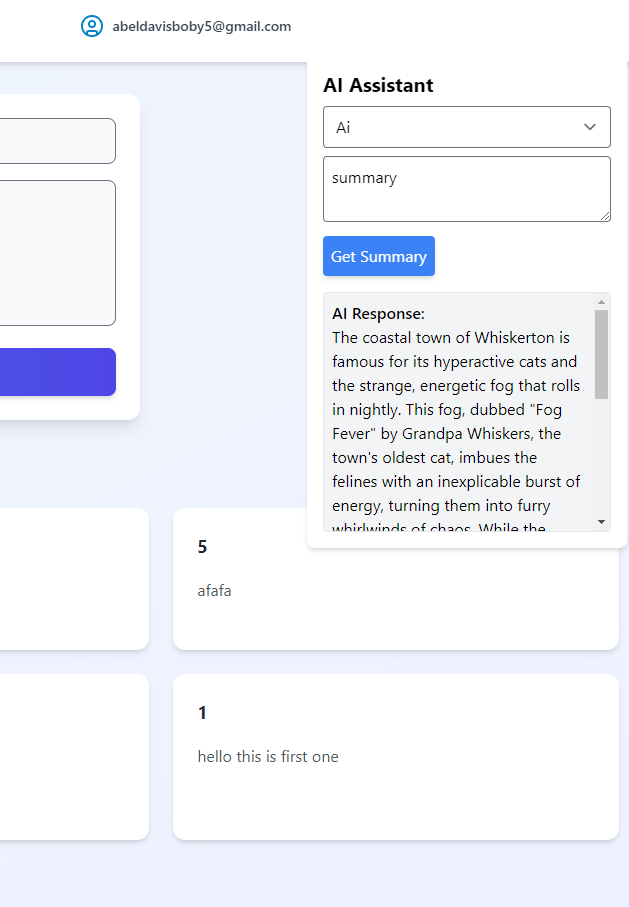 abeldavisboby5@gmail.com
AI Assistant
Ai
summary
Get Summary
AI Response:
The coastal town of Whiskerton is
famous for its hyperactive cats and
the strange, energetic fog that rolls
in nightly. This fog, dubbed "Fog
Fever" by Grandpa Whiskers, the
town's oldest cat, imbues the
felines with an inexplicable burst of
energy, turning them into furry
whirlwinds of chaos. While the
5
afafa
1
hello this is first one